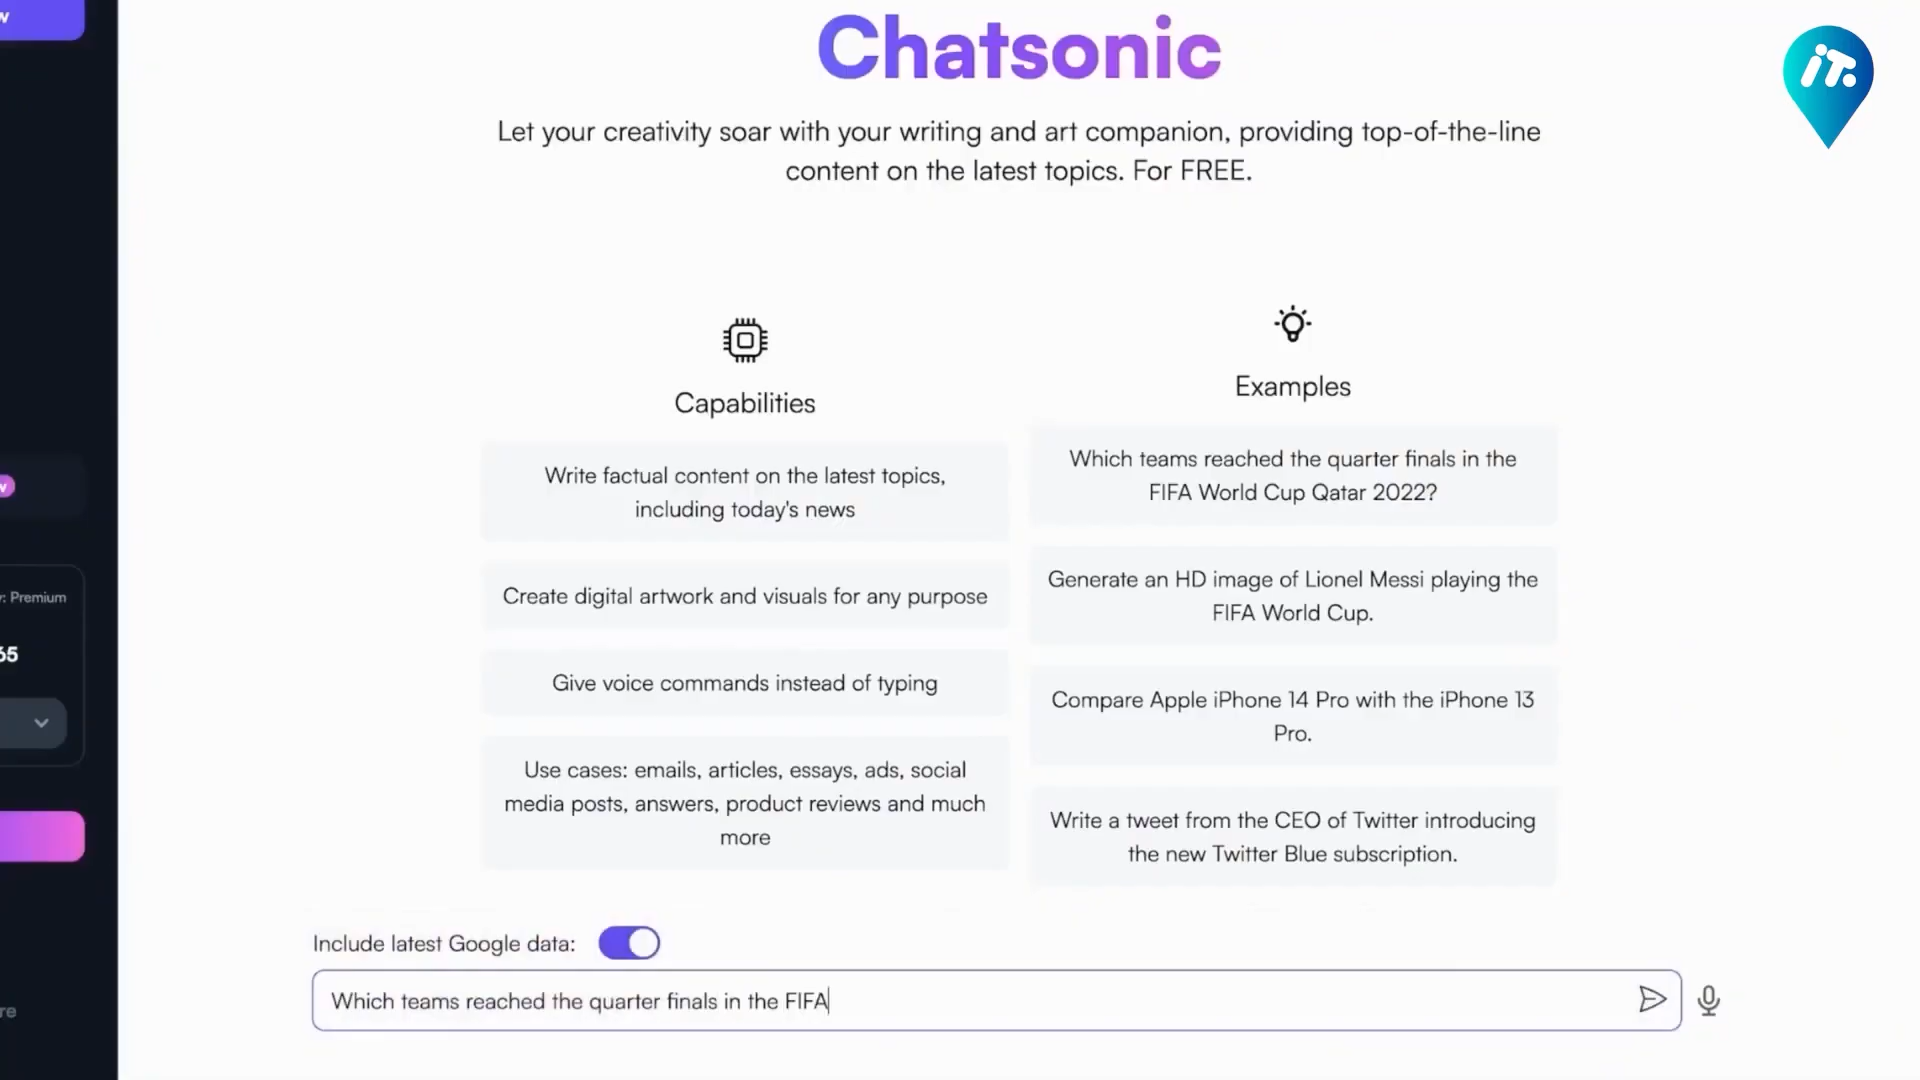 Chatsonic
iT.
Let your creativity soar with your writing and art companion, providing top-of-the-line
content on the latest topics. For FREE.
Capabilities
Write factual content on the latest topics,
including today's news
Create digital artwork and visuals for any purpose
Give voice commands instead of typing
Use cases: emails, articles, essays, ads, social
media posts, answers, product reviews and much
more
Examples
Which teams reached the quarter finals in the
FIFA World Cup Qatar 2022?
Generate an HD image of Lionel Messi playing the
FIFA World Cup.
Compare Apple iPhone 14 Pro with the iPhone 13
Pro.
Write a tweet from the CEO of Twitter introducing
the new Twitter Blue subscription.
: Premium
65
Include latest Google data:
Which teams reached the quarter finals in the FIFA